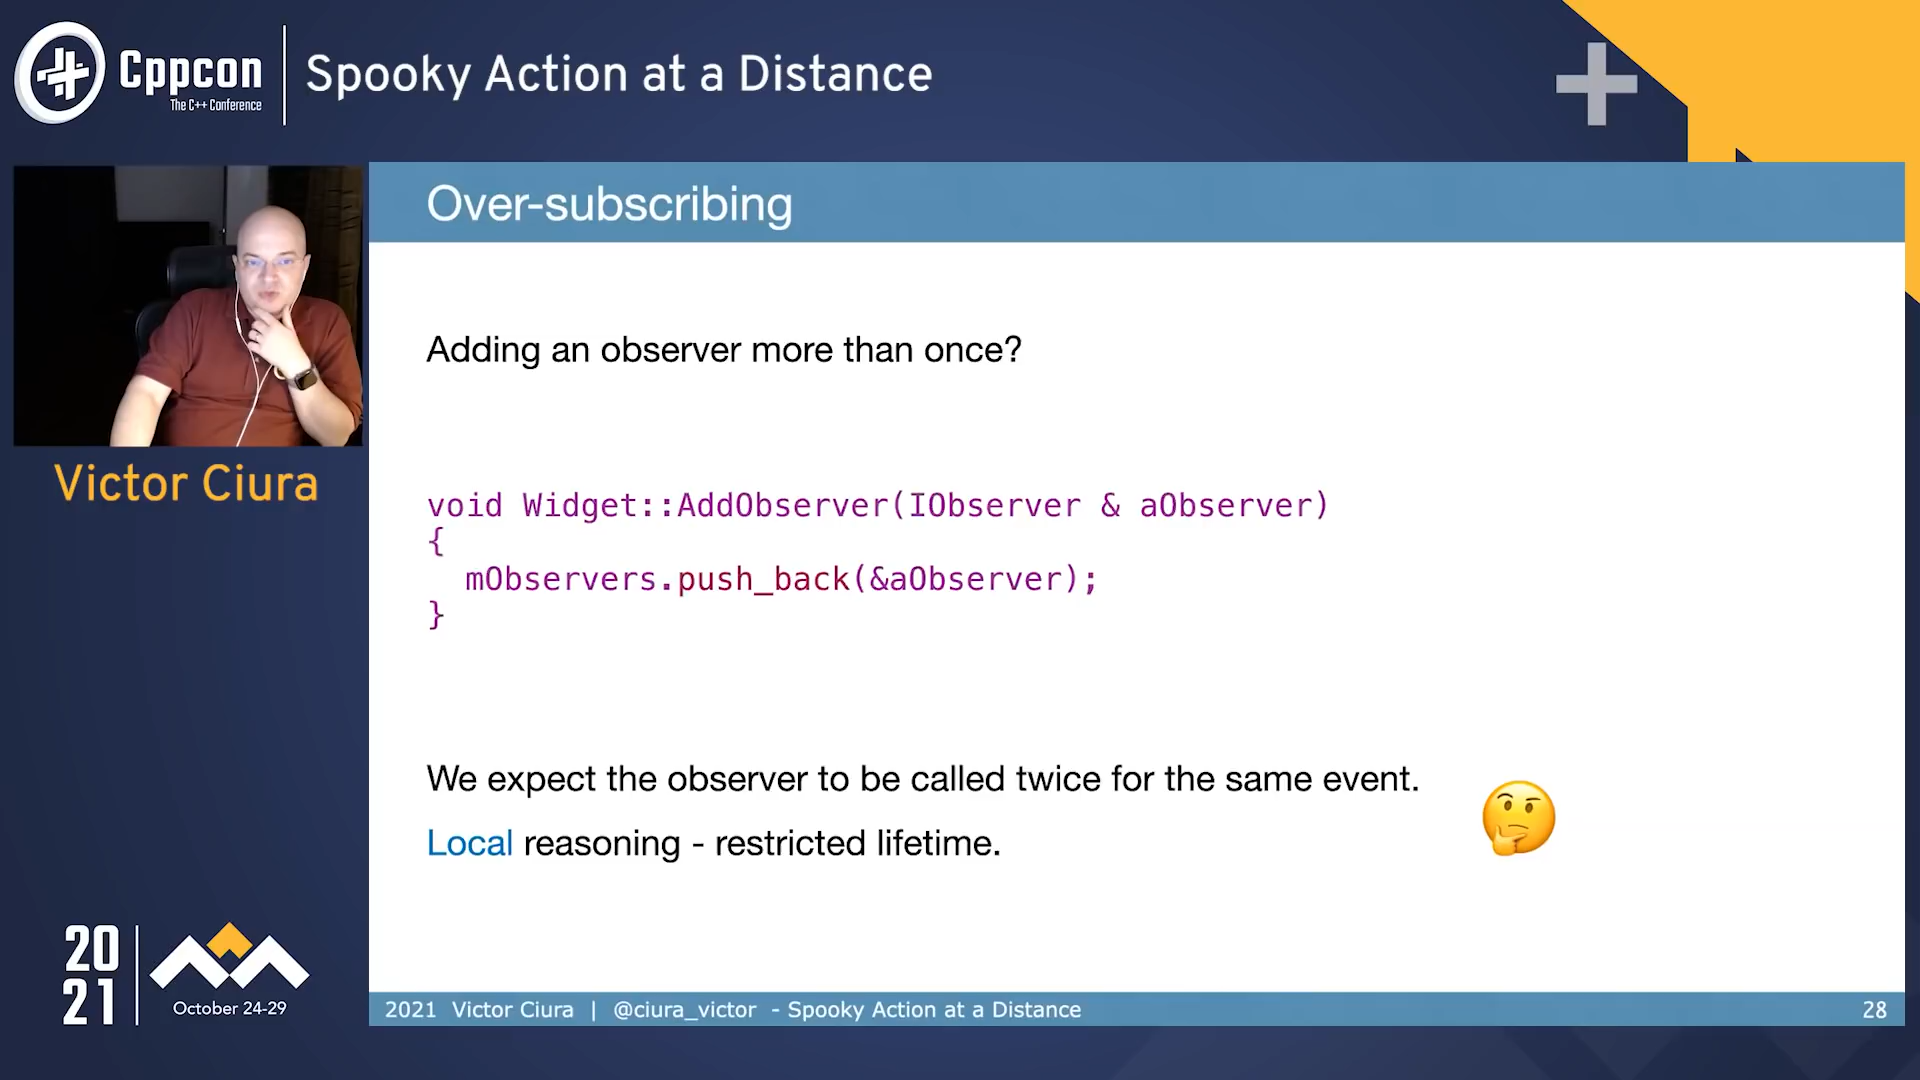 Cppcon
The C++ Conference
Spooky Action at a Distance
Victor Ciura
Over-subscribing
Adding an observer more than once?
void Widget::AddObserver(IObserver & aObserver)
{
  mObservers.push_back(&aObserver);
}
We expect the observer to be called twice for the same event.
Local reasoning - restricted lifetime.
20
21
October 24-29
2021 Victor Ciura | @ciura_victor - Spooky Action at a Distance
28